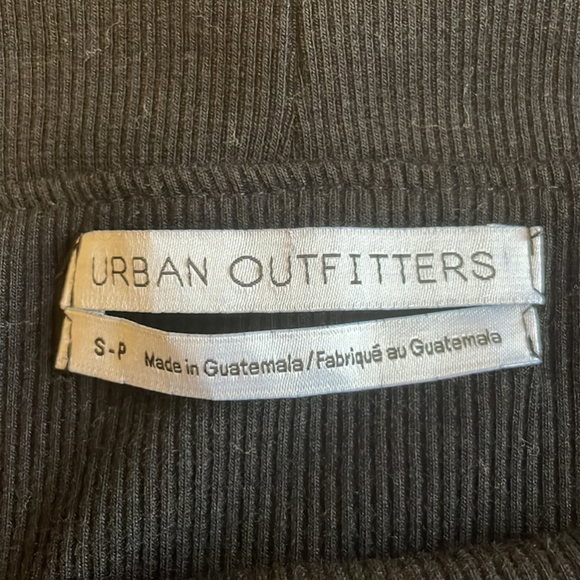 URBAN OUTFITTERS
S-P Made in Guatemala/Fabriqué au Guatemala